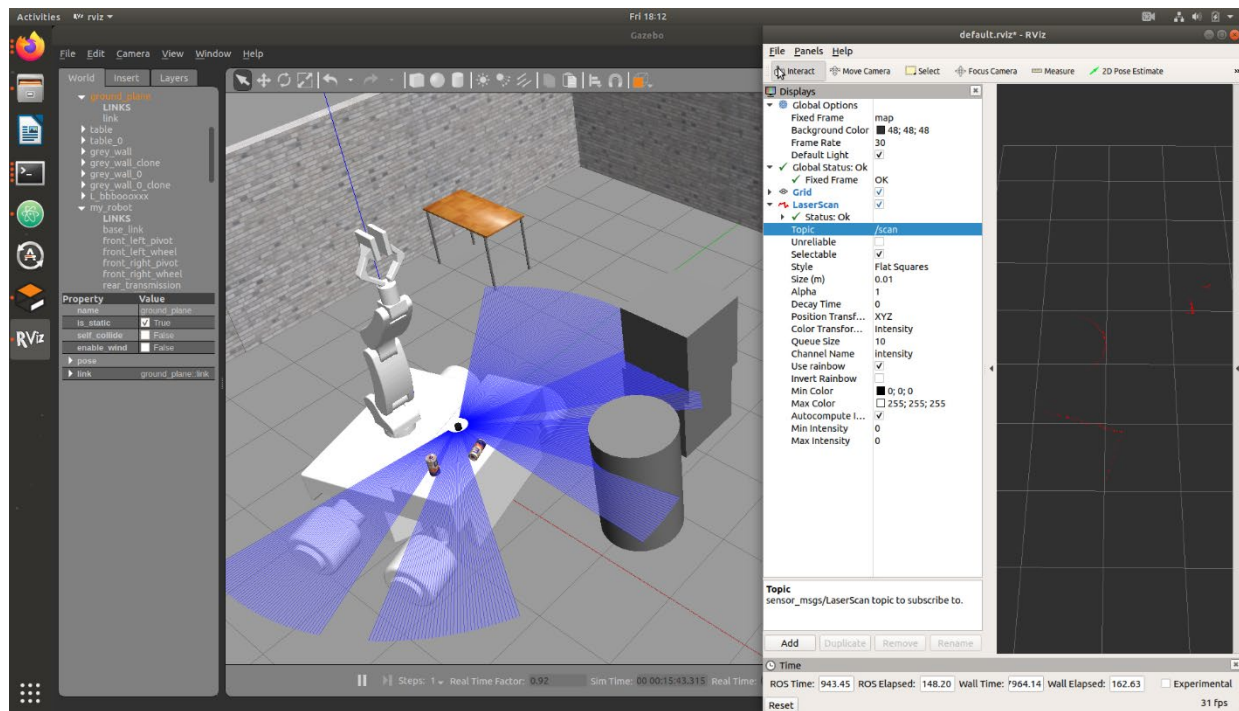 Activities
RViz rviz
Fri 18:12
Gazebo
File Edit Camera View Window Help
World Insert Layers
ground_plane
LINKS
link
table
table_0
grey_wall
grey_wall_clone
grey_wall_0
grey_wall_0_clone
L_bbboooxxx
my_robot
LINKS
base_link
front_left_pivot
front_left_wheel
front_right_pivot
front_right_wheel
rear_transmission
Property Value
name ground_plane
is_static True
self_collide False
enable_wind False
pose
link ground_plane::link
RViz
Steps: 1 Real Time Factor: 0.92 Sim Time: 00 00:15:43.315 Real Time:
default.rviz* - RViz
File Panels Help
Interact Move Camera Select Focus Camera Measure 2D Pose Estimate »
Displays
Global Options
Fixed Frame map
Background Color 48; 48; 48
Frame Rate 30
Default Light ✓
✓ Global Status: Ok
✓ Fixed Frame OK
Grid ✓
LaserScan ✓
✓ Status: Ok
Topic /scan
Unreliable
Selectable ✓
Style Flat Squares
Size (m) 0.01
Alpha 1
Decay Time 0
Position Transf... XYZ
Color Transfor... Intensity
Queue Size 10
Channel Name intensity
Use rainbow ✓
Invert Rainbow
Min Color 0; 0; 0
Max Color 255; 255; 255
Autocompute I... ✓
Min Intensity 0
Max Intensity 0
Topic
sensor_msgs/LaserScan topic to subscribe to.
Add Duplicate Remove Rename
Time
ROS Time: 943.45 ROS Elapsed: 148.20 Wall Time: 7964.14 Wall Elapsed: 162.63 Experimental
Reset 31 fps